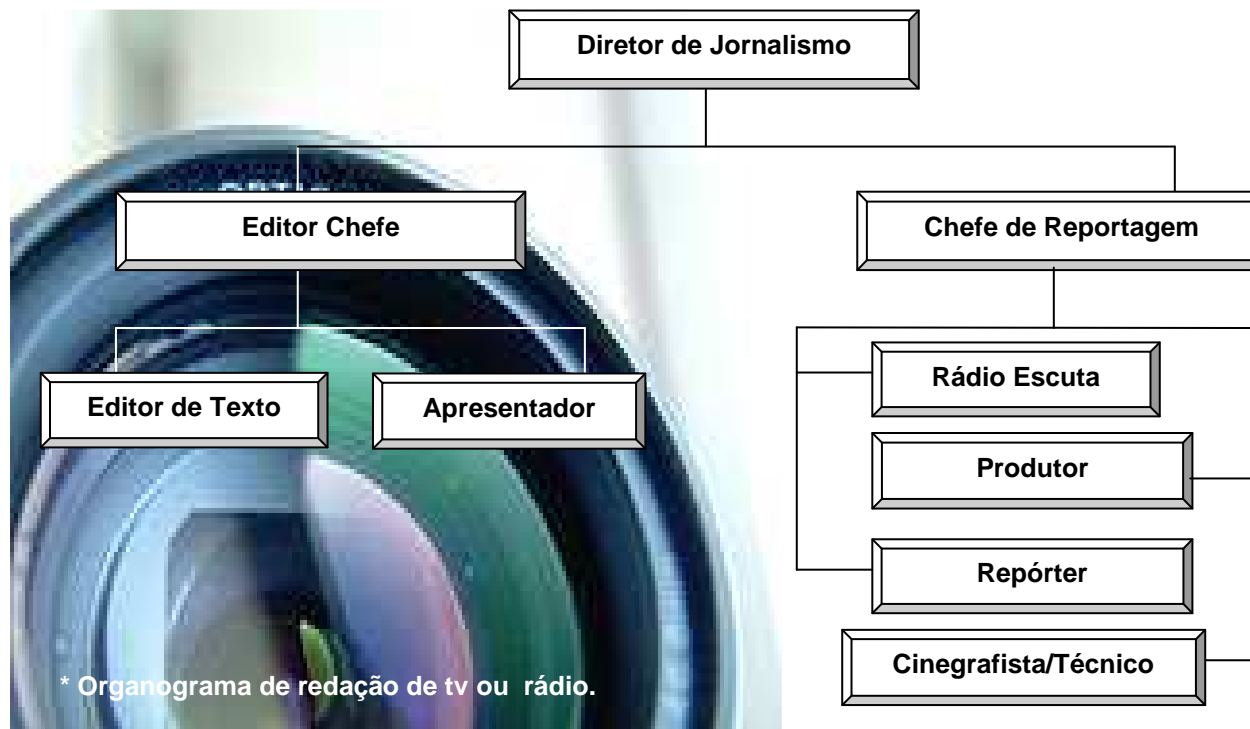 Diretor de Jornalismo
Editor Chefe
Chefe de Reportagem
Editor de Texto
Apresentador
Rádio Escuta
Produtor
Repórter
Cinegrafista/Técnico
* Organograma de redação de tv ou rádio.